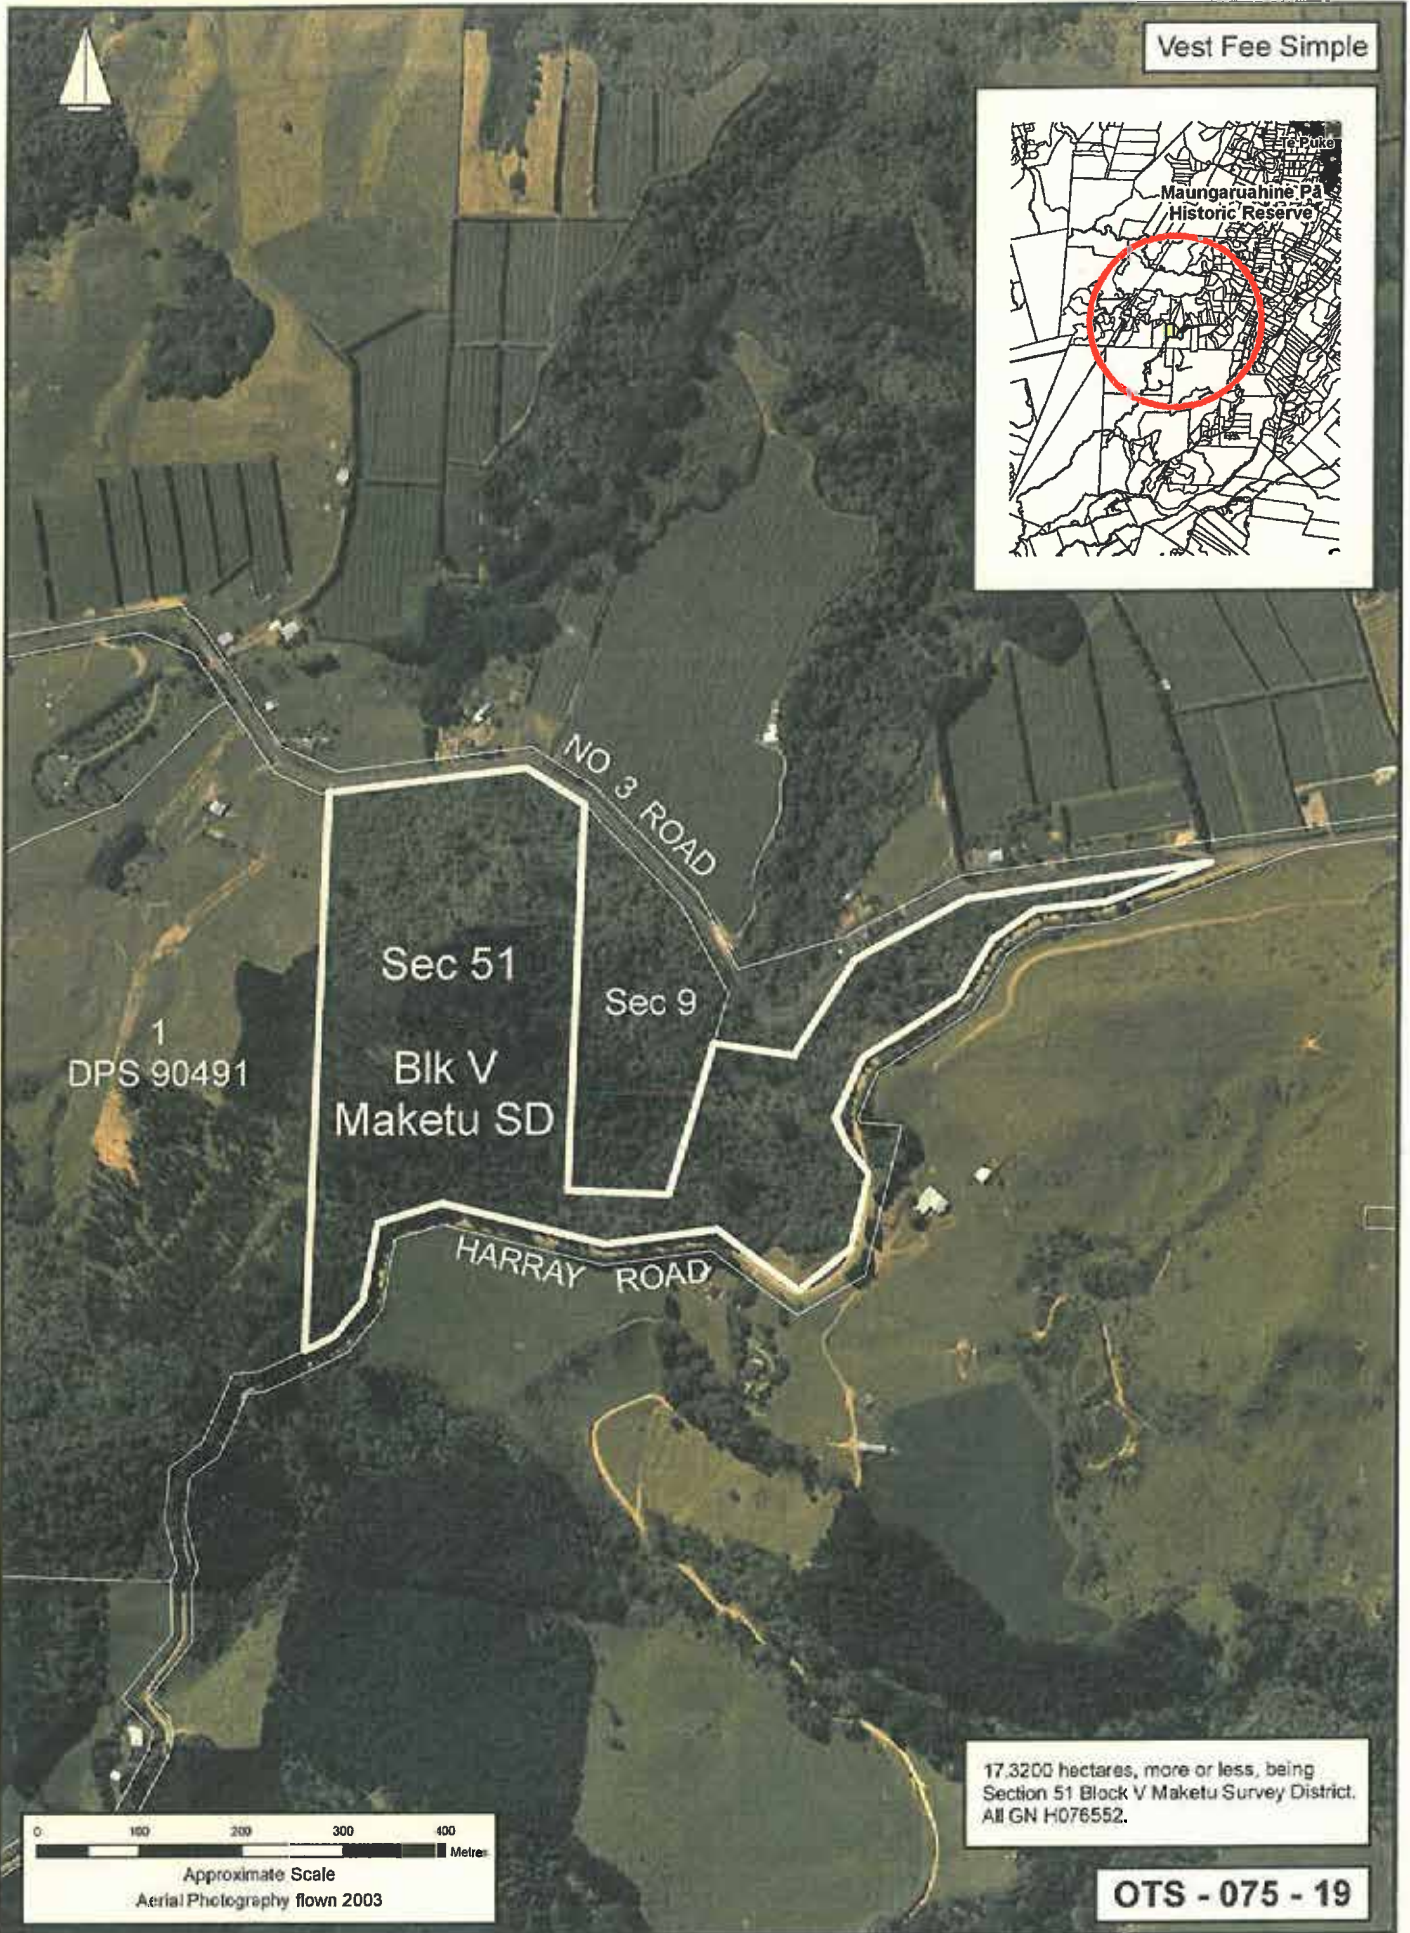 Vest Fee Simple
Te Puke
Maungaruahine Pā
Historic Reserve
NO 3 ROAD
Sec 51
Sec 9
1
DPS 90491
Blk V
Maketu SD
HARRAY ROAD
17.3200 hectares, more or less, being
Section 51 Block V Maketu Survey District.
All GN H076552.
0 100 200 300 400
Metres
Approximate Scale
Aerial Photography flown 2003
OTS - 075 - 19